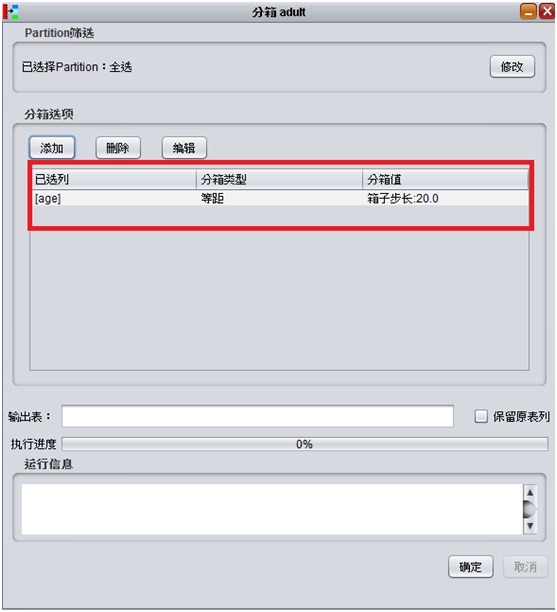 分箱 adult
Partition筛选
已选择Partition：全选
修改
分箱选项
添加 删除 编辑
已选列 分箱类型 分箱值
[age] 等距 箱子步长:20.0
输出表： 保留原表列
执行进度 0%
运行信息
确定 取消